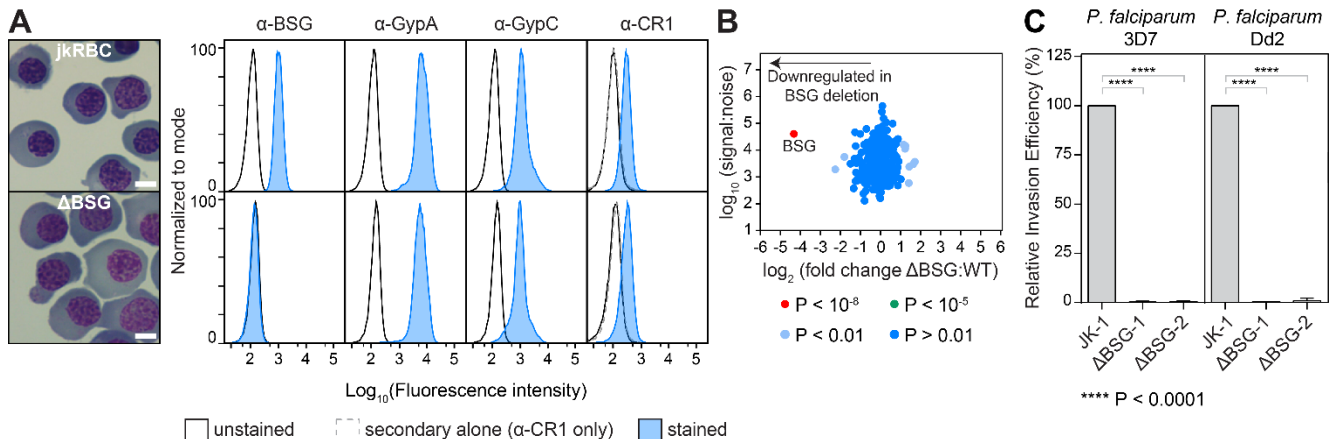 A
jkRBC
ΔBSG
α-BSG α-GypA α-GypC α-CR1
Normalized to mode
100
0
100
0
2 3 4 5 2 3 4 5 2 3 4 5 2 3 4 5
Log₁₀(Fluorescence intensity)
unstained secondary alone (α-CR1 only) stained
B
log₁₀ (signal:noise)
7
6
5
4
3
2
1
Downregulated in
BSG deletion
BSG
-6 -5 -4 -3 -2 -1 0 1 2 3 4 5 6
log₂ (fold change ΔBSG:WT)
P < 10⁻⁸ P < 10⁻⁵
P < 0.01 P > 0.01
C
P. falciparum P. falciparum
3D7 Dd2
Relative Invasion Efficiency (%)
125
100
75
50
25
0
**** ****
**** ****
JK-1 ΔBSG-1 ΔBSG-2 JK-1 ΔBSG-1 ΔBSG-2
**** P < 0.0001